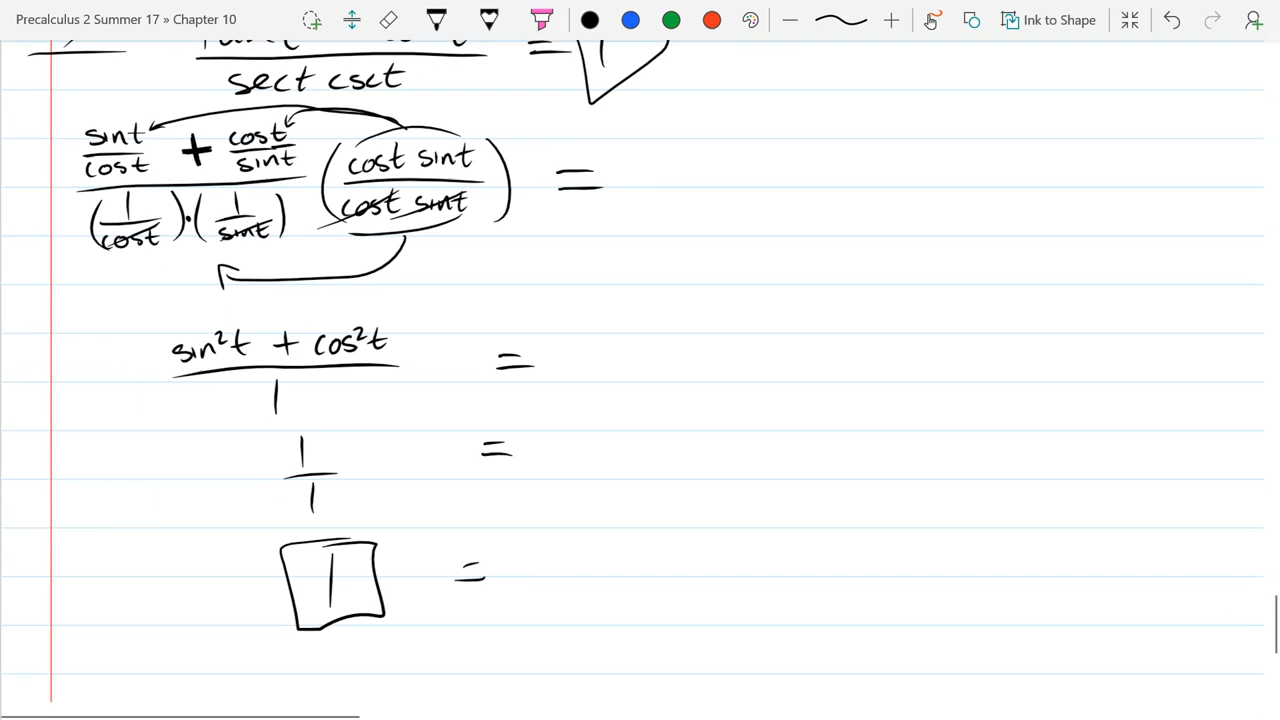 Precalculus 2 Summer 17 » Chapter 10
Ink to Shape
= 1
sect csct
sint/cost + cost/sint (cost sint/cost sint) =
(1/cost)·(1/sint)
sin²t + cos²t =
1
1 =
1
1 =